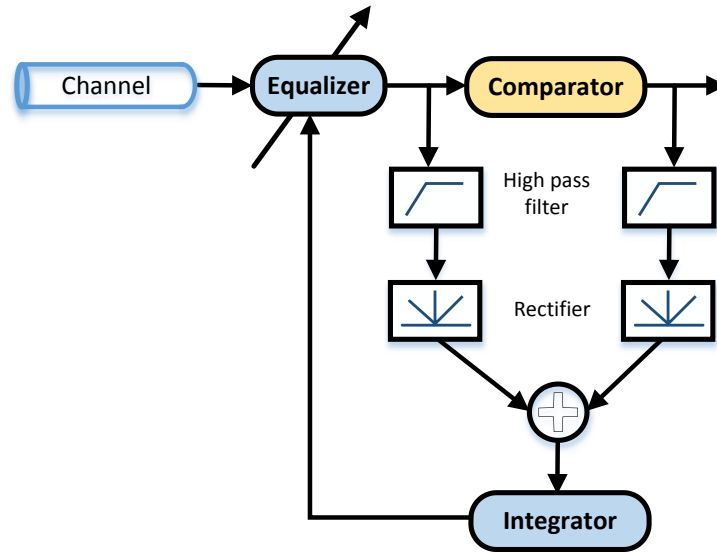 Channel
Equalizer
Comparator
High pass
filter
Rectifier
Integrator